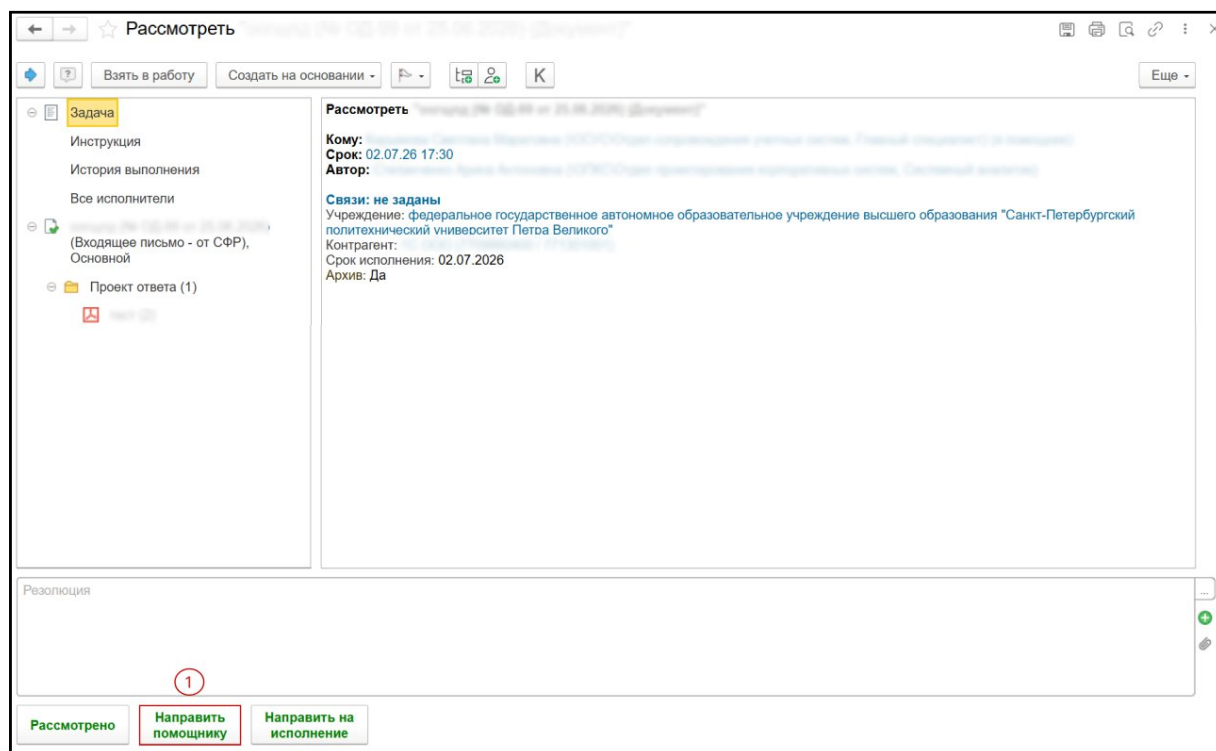 Рассмотреть
Взять в работу
Создать на основании
К
Еще
Задача
Инструкция
История выполнения
Все исполнители
(Входящее письмо - от СФР),
Основной
Проект ответа (1)
Рассмотреть
Кому:
Срок: 02.07.26 17:30
Автор:
Связи: не заданы
Учреждение: федеральное государственное автономное образовательное учреждение высшего образования "Санкт-Петербургский
политехнический университет Петра Великого"
Контрагент:
Срок исполнения: 02.07.2026
Архив: Да
Резолюция
...
1
Рассмотрено
Направить
помощнику
Направить на
исполнение